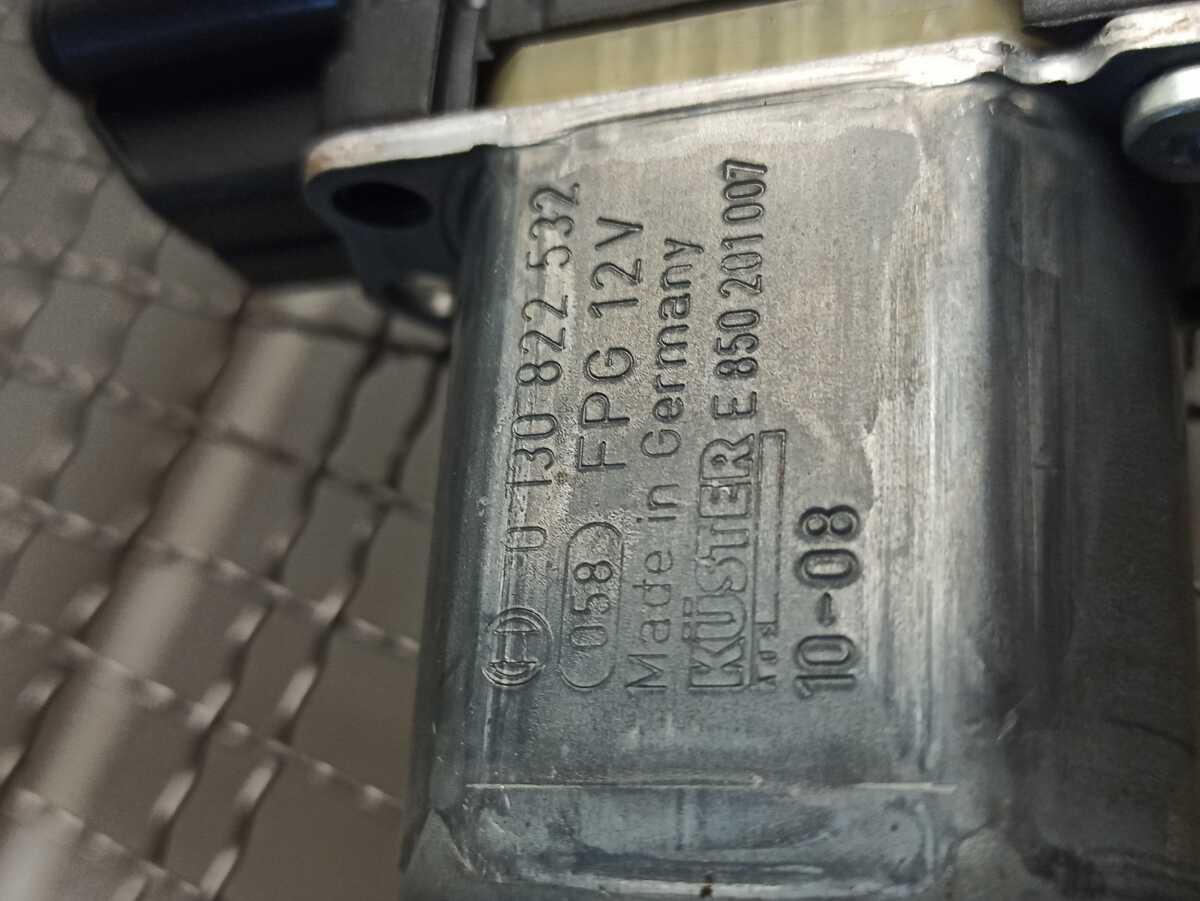 0 130 822 532
058 FPG 12V
Made in Germany
KÜSTER E 850 201 007
10-08